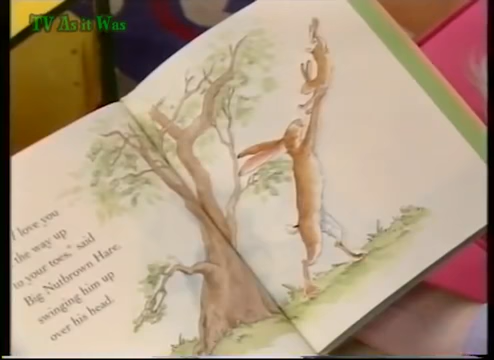 TV As it Was
I love you
the way up
to your toes," said
Big Nutbrown Hare,
swinging him up
over his head.